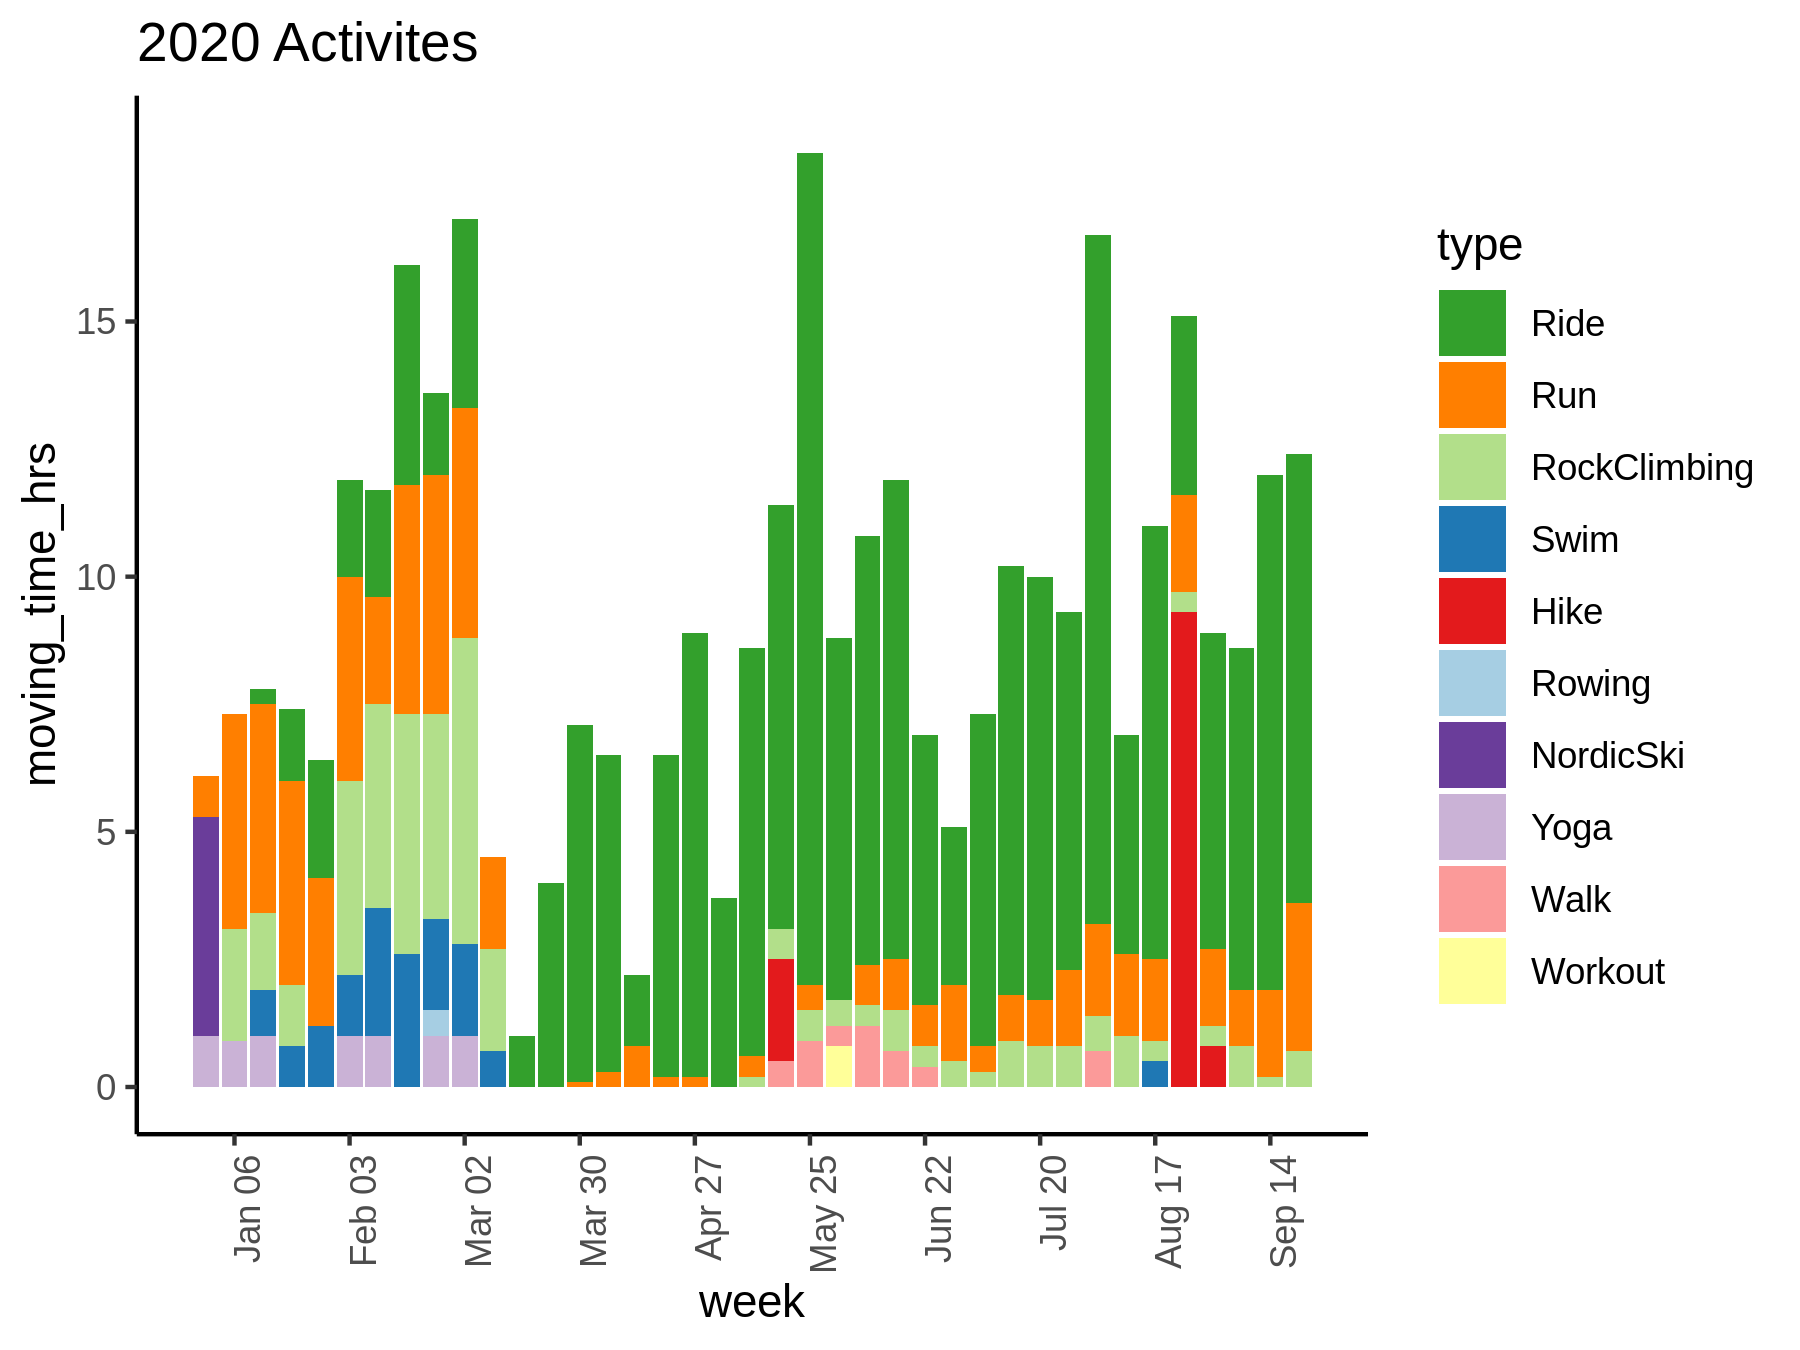 2020 Activites
moving_time_hrs
15
10
5
0
Jan 06
Feb 03
Mar 02
Mar 30
Apr 27
May 25
Jun 22
Jul 20
Aug 17
Sep 14
week
type
Ride
Run
RockClimbing
Swim
Hike
Rowing
NordicSki
Yoga
Walk
Workout